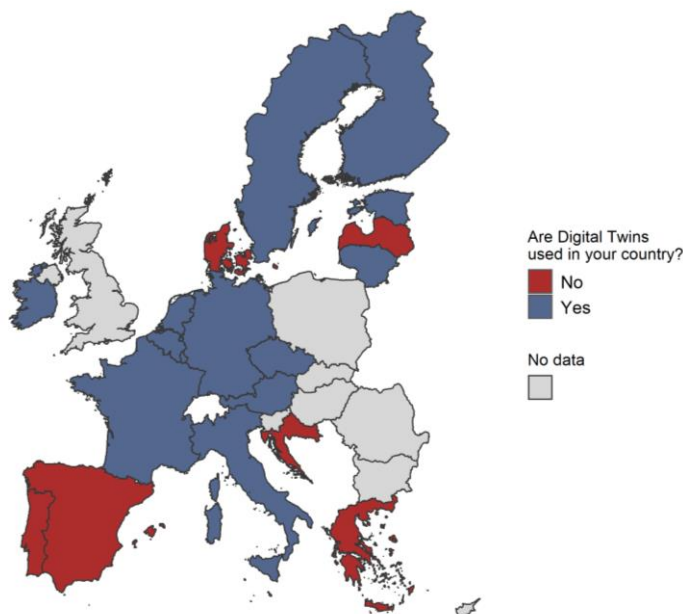 Are Digital Twins
used in your country?
No
Yes
No data